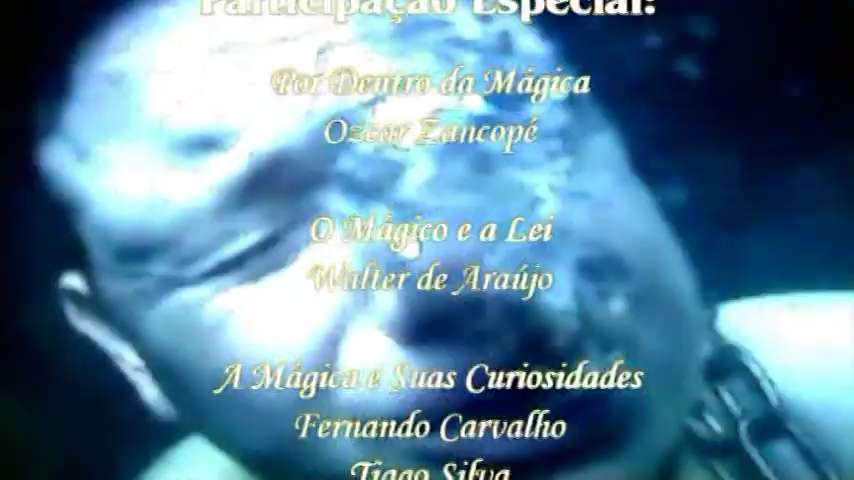 Participação Especial:
Por Dentro da Mágica
Ozcar Zancopé
O Mágico e a Lei
Walter de Araújo
A Mágica e Suas Curiosidades
Fernando Carvalho
Tiago Silva